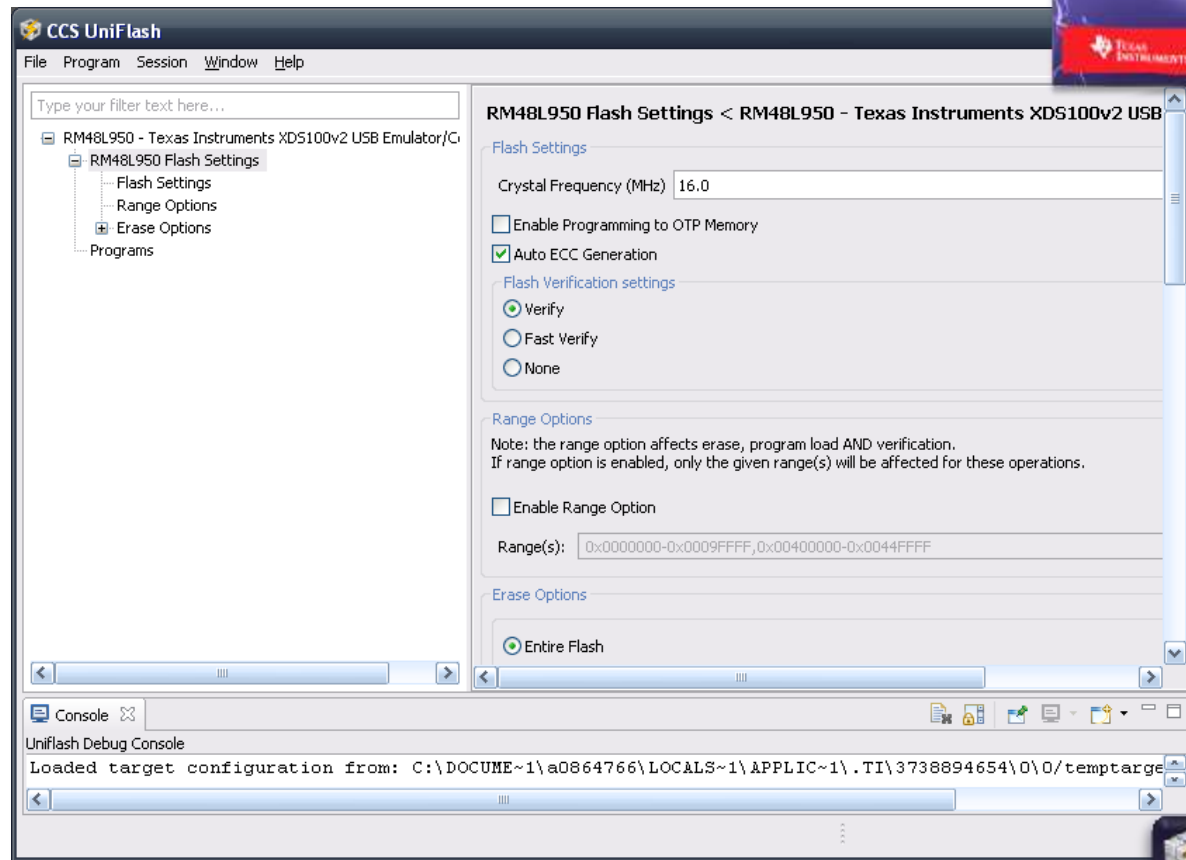 CCS UniFlash
TEXAS
INSTRUMENTS
File Program Session Window Help
Type your filter text here...
RM48L950 - Texas Instruments XDS100v2 USB Emulator/C
RM48L950 Flash Settings
Flash Settings
Range Options
Erase Options
Programs
RM48L950 Flash Settings < RM48L950 - Texas Instruments XDS100v2 USB
Flash Settings
Crystal Frequency (MHz) 16.0
Enable Programming to OTP Memory
Auto ECC Generation
Flash Verification settings
Verify
Fast Verify
None
Range Options
Note: the range option affects erase, program load AND verification.
If range option is enabled, only the given range(s) will be affected for these operations.
Enable Range Option
Range(s): 0x0000000-0x0009FFFF,0x00400000-0x0044FFFF
Erase Options
Entire Flash
Console
Uniflash Debug Console
Loaded target configuration from: C:\DOCUME~1\a0864766\LOCALS~1\APPLIC~1\.TI\3738894654\0\0/temptarge